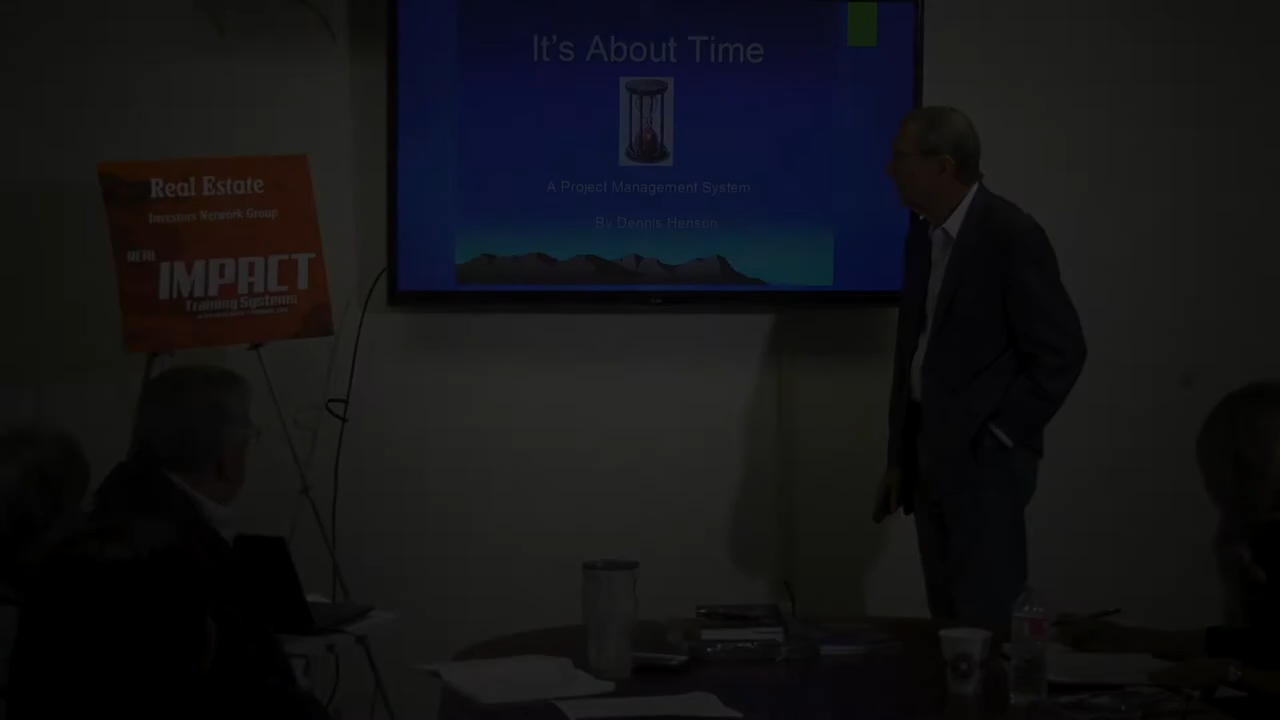 It's About Time
A Project Management System
By Dennis Henson
Real Estate
Investors Network Group
REAL
IMPACT
Training Systems